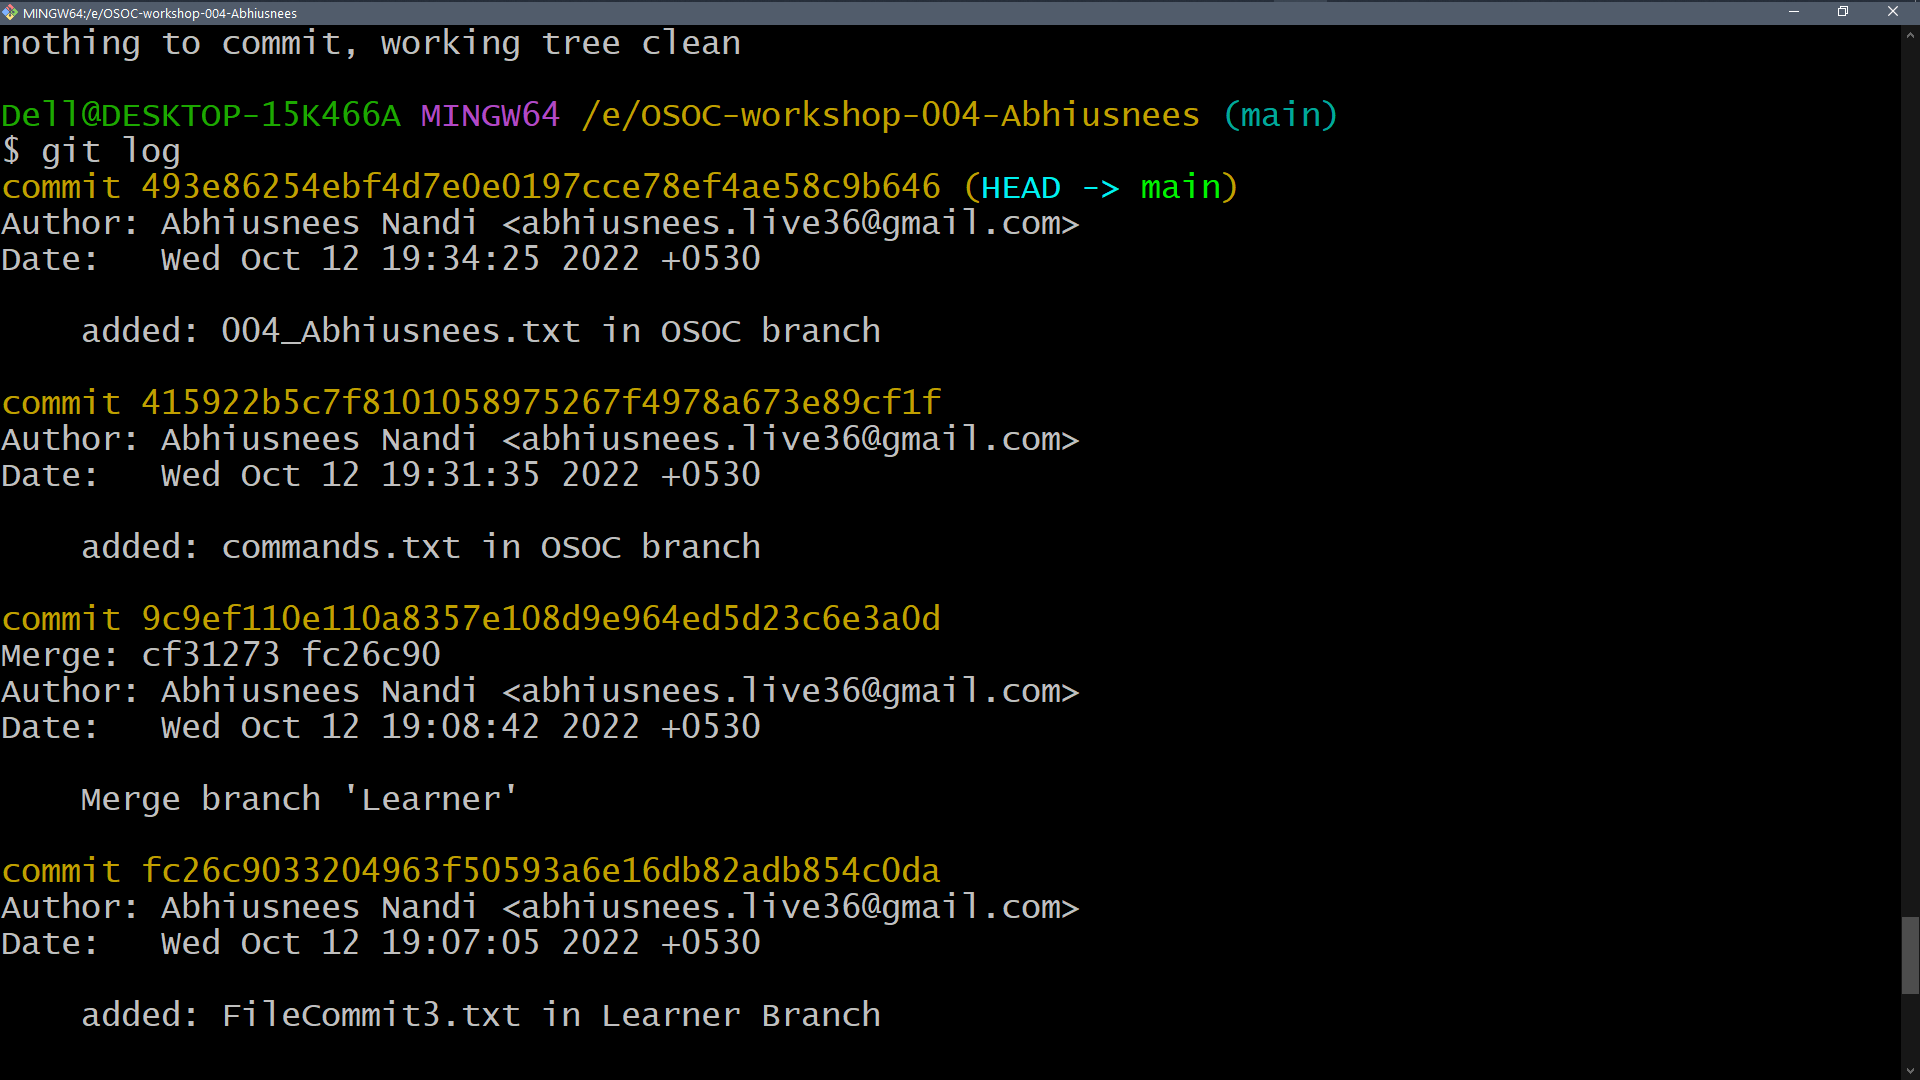 MINGW64:/e/OSOC-workshop-004-Abhiusnees
nothing to commit, working tree clean
Dell@DESKTOP-15K466A MINGW64 /e/OSOC-workshop-004-Abhiusnees (main)
$ git log
commit 493e86254ebf4d7e0e0197cce78ef4ae58c9b646 (HEAD -> main)
Author: Abhiusnees Nandi <abhiusnees.live36@gmail.com>
Date:   Wed Oct 12 19:34:25 2022 +0530
    added: 004_Abhiusnees.txt in OSOC branch
commit 415922b5c7f8101058975267f4978a673e89cf1f
Author: Abhiusnees Nandi <abhiusnees.live36@gmail.com>
Date:   Wed Oct 12 19:31:35 2022 +0530
    added: commands.txt in OSOC branch
commit 9c9ef110e110a8357e108d9e964ed5d23c6e3a0d
Merge: cf31273 fc26c90
Author: Abhiusnees Nandi <abhiusnees.live36@gmail.com>
Date:   Wed Oct 12 19:08:42 2022 +0530
    Merge branch 'Learner'
commit fc26c9033204963f50593a6e16db82adb854c0da
Author: Abhiusnees Nandi <abhiusnees.live36@gmail.com>
Date:   Wed Oct 12 19:07:05 2022 +0530
    added: FileCommit3.txt in Learner Branch